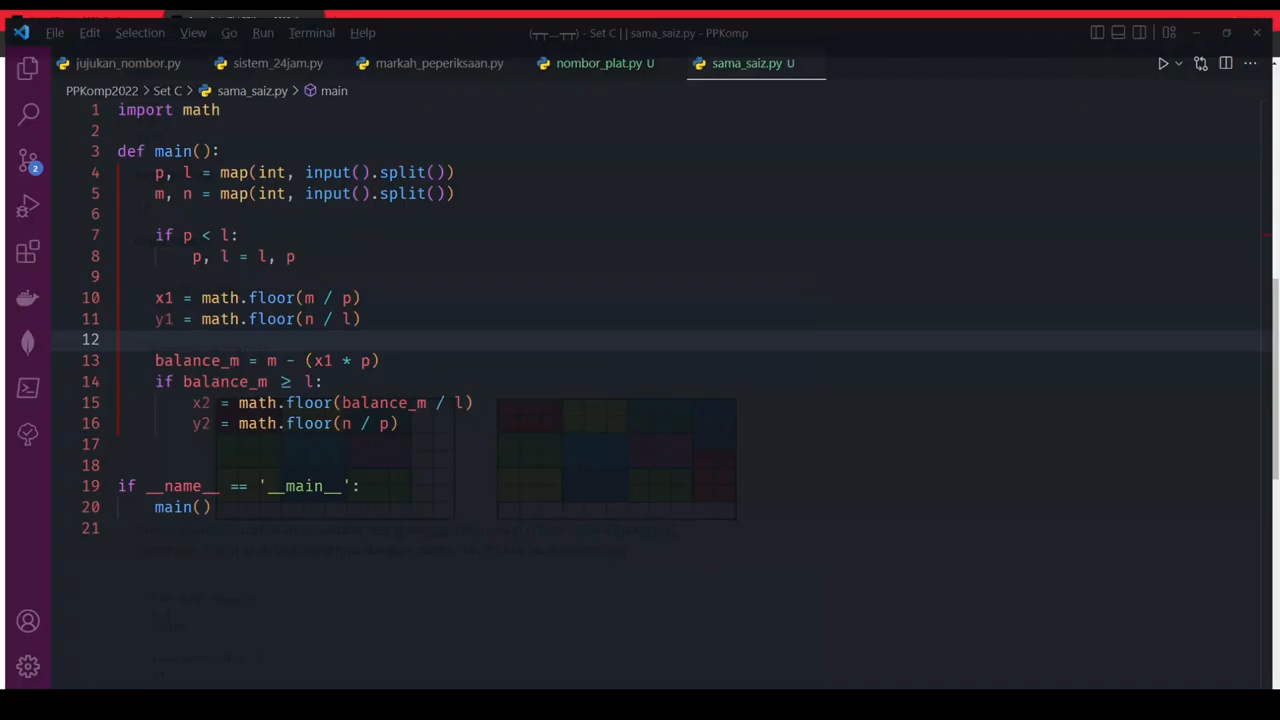 File Edit Selection View Go Run Terminal Help
(┬┬﹏┬┬) - Set C | | sama_saiz.py - PPKomp
jujukan_nombor.py sistem_24jam.py markah_peperiksaan.py nombor_plat.py U sama_saiz.py U
PPKomp2022 > Set C > sama_saiz.py > main
1 import math
2
3 def main():
4 p, l = map(int, input().split())
5 m, n = map(int, input().split())
6
7 if p < l:
8 p, l = l, p
9
10 x1 = math.floor(m / p)
11 y1 = math.floor(n / l)
12
13 balance_m = m - (x1 * p)
14 if balance_m ≥ l:
15 x2 = math.floor(balance_m / l)
16 y2 = math.floor(n / p)
17
18
19 if __name__ == '__main__':
20 main()
21
2